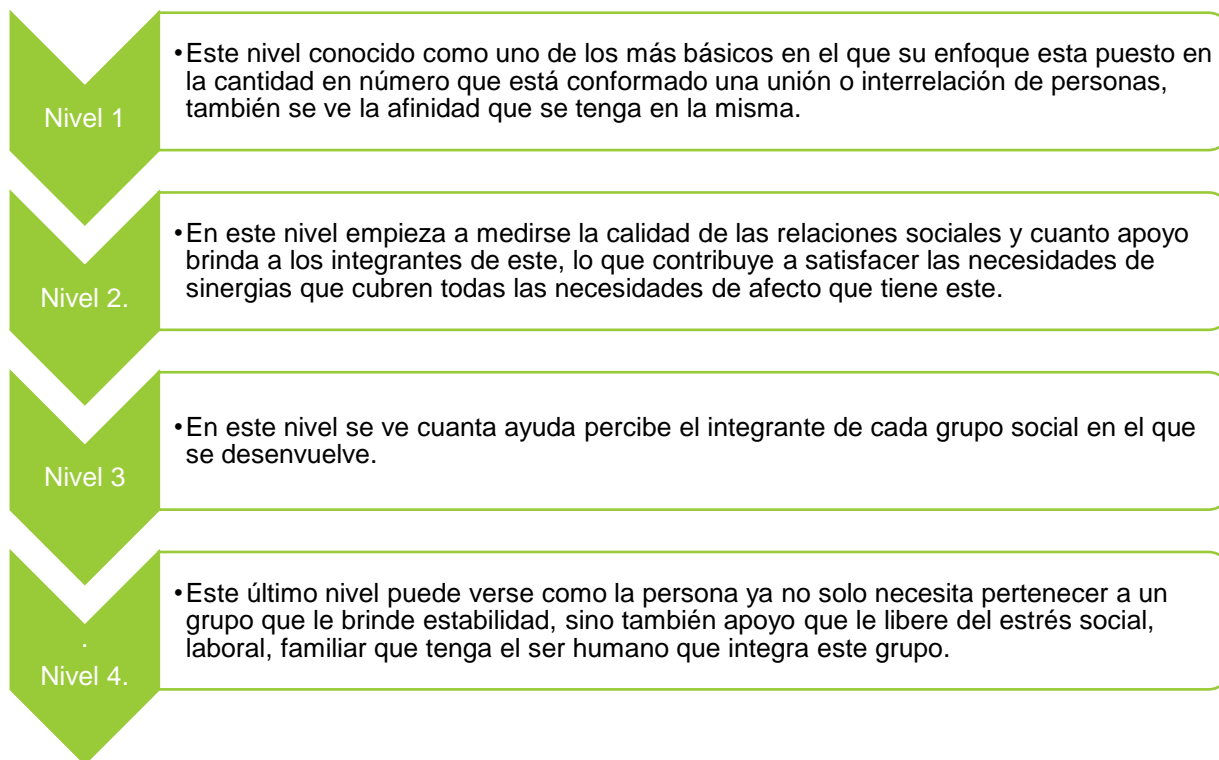 Nivel 1
•Este nivel conocido como uno de los más básicos en el que su enfoque esta puesto en
la cantidad en número que está conformado una unión o interrelación de personas,
también se ve la afinidad que se tenga en la misma.
Nivel 2.
•En este nivel empieza a medirse la calidad de las relaciones sociales y cuanto apoyo
brinda a los integrantes de este, lo que contribuye a satisfacer las necesidades de
sinergias que cubren todas las necesidades de afecto que tiene este.
Nivel 3
•En este nivel se ve cuanta ayuda percibe el integrante de cada grupo social en el que
se desenvuelve.
.
Nivel 4.
•Este último nivel puede verse como la persona ya no solo necesita pertenecer a un
grupo que le brinde estabilidad, sino también apoyo que le libere del estrés social,
laboral, familiar que tenga el ser humano que integra este grupo.